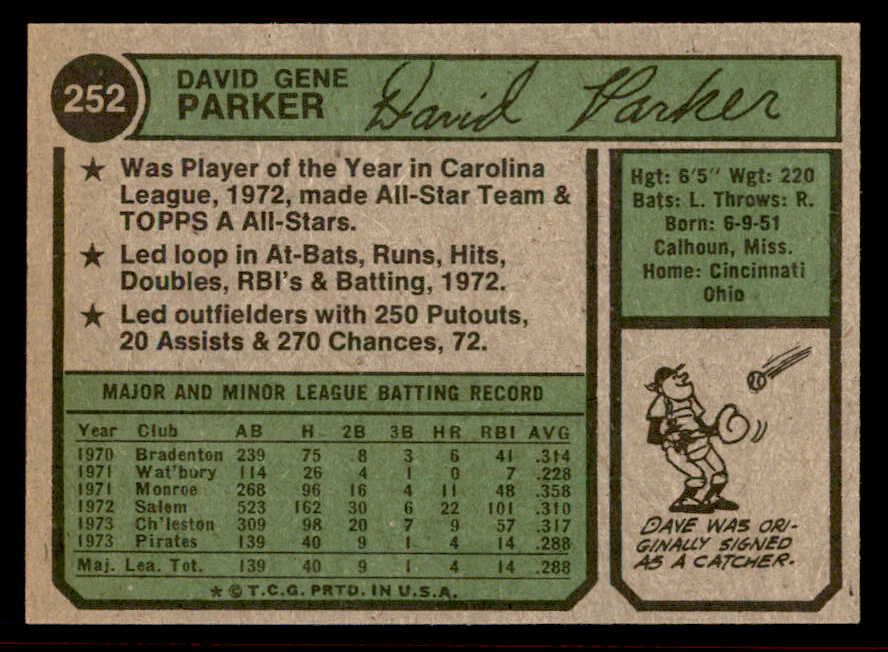 252
DAVID GENE
PARKER
David Parker
★ Was Player of the Year in Carolina
League, 1972, made All-Star Team &
TOPPS A All-Stars.
★ Led loop in At-Bats, Runs, Hits,
Doubles, RBI's & Batting, 1972.
★ Led outfielders with 250 Putouts,
20 Assists & 270 Chances, 72.
Hgt: 6'5" Wgt: 220
Bats: L. Throws: R.
Born: 6-9-51
Calhoun, Miss.
Home: Cincinnati
Ohio
MAJOR AND MINOR LEAGUE BATTING RECORD
Year Club AB H 2B 3B HR RBI AVG
1970 Bradenton 239 75 8 3 6 41 .314
1971 Wat'bury 114 26 4 1 0 7 .228
1971 Monroe 268 96 16 4 11 48 .358
1972 Salem 523 162 30 6 22 101 .310
1973 Ch'leston 309 98 20 7 9 57 .317
1973 Pirates 139 40 9 1 4 14 .288
Maj. Lea. Tot. 139 40 9 1 4 14 .288
* © T.C.G. PRTD. IN U.S.A.
DAVE WAS ORI-
GINALLY SIGNED
AS A CATCHER.